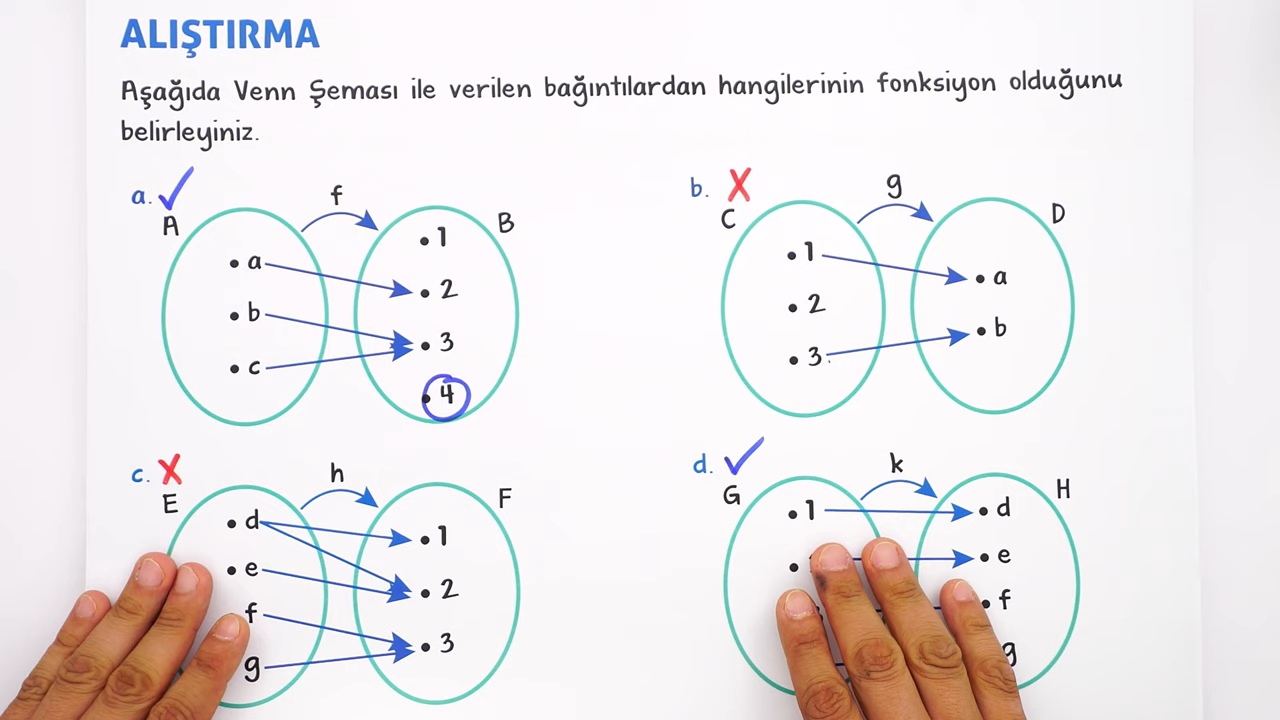 ALIŞTIRMA
Aşağıda Venn Şeması ile verilen bağıntılardan hangilerinin fonksiyon olduğunu
belirleyiniz.
a.
f
A
B
a
b
c
1
2
3
4
b.
g
C
D
1
2
3
a
b
c.
h
E
F
d
e
f
g
1
2
3
d.
k
G
H
1
d
e
f
g